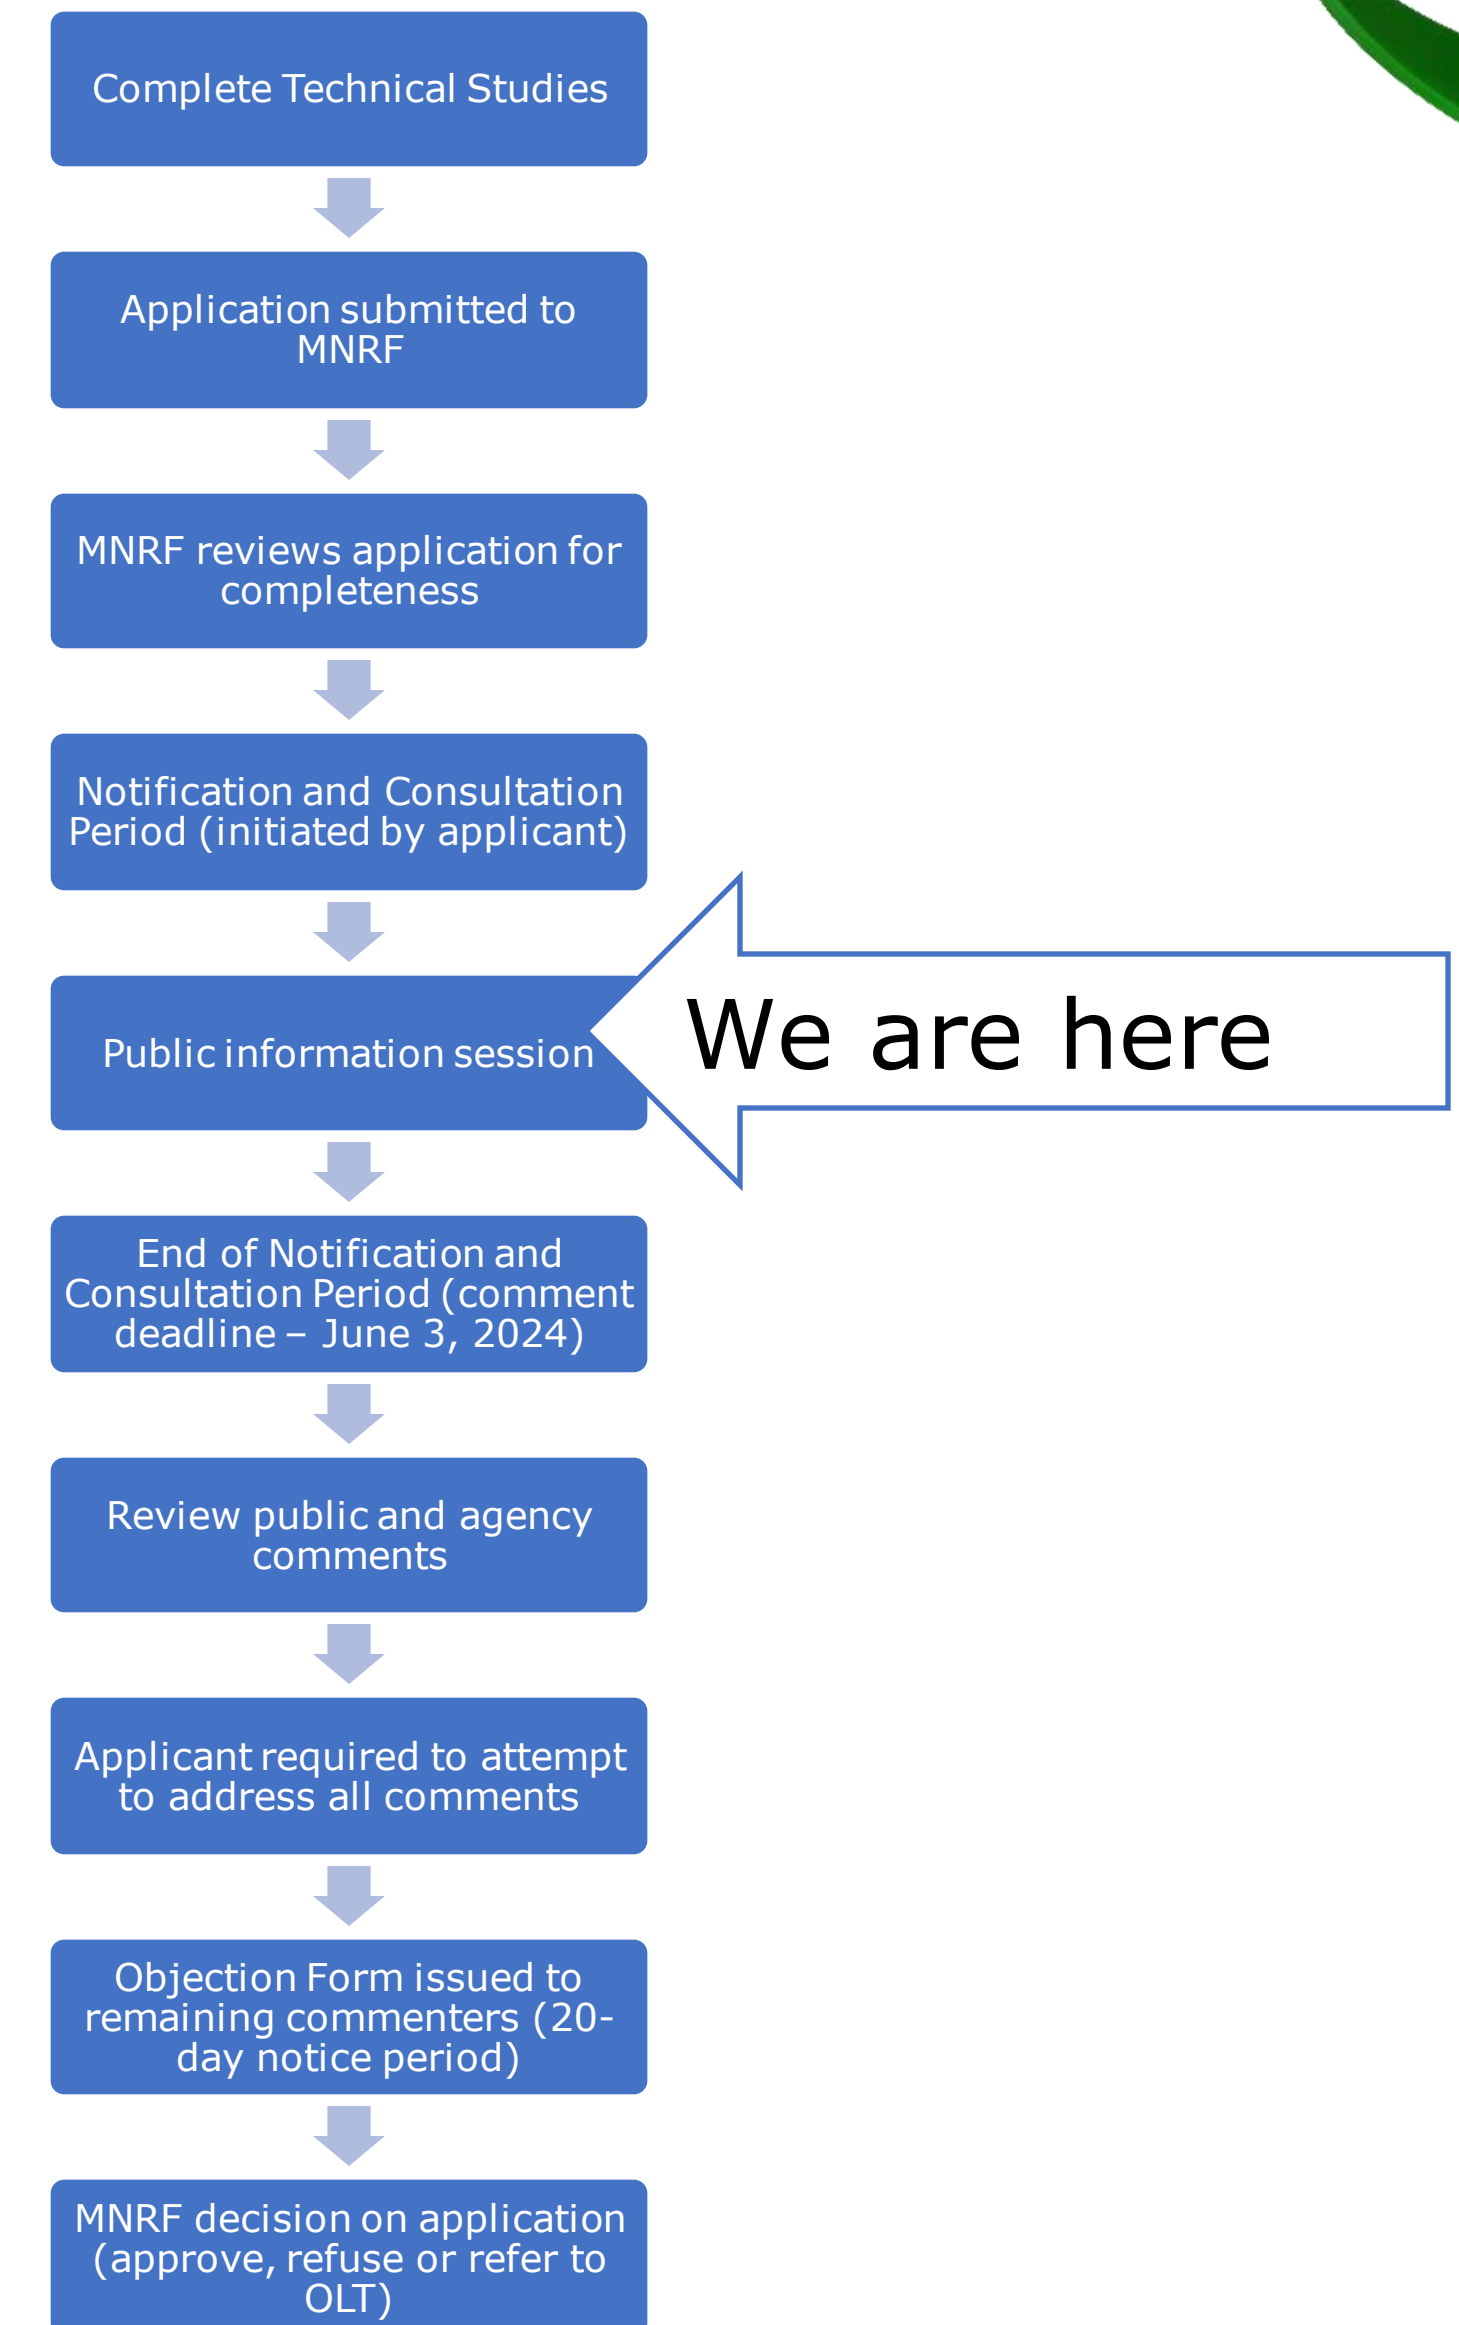 Complete Technical Studies
Application submitted to
MNRF
MNRF reviews application for
completeness
Notification and Consultation
Period (initiated by applicant)
Public information session
We are here
End of Notification and
Consultation Period (comment
deadline – June 3, 2024)
Review public and agency
comments
Applicant required to attempt
to address all comments
Objection Form issued to
remaining commenters (20-
day notice period)
MNRF decision on application
(approve, refuse or refer to
OLT)